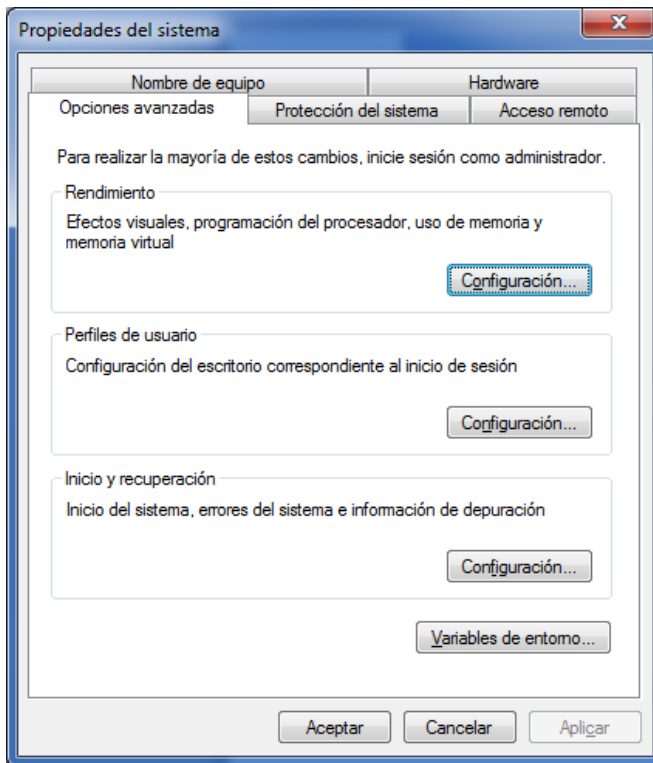 Propiedades del sistema
Nombre de equipo
Hardware
Opciones avanzadas
Protección del sistema
Acceso remoto
Para realizar la mayoría de estos cambios, inicie sesión como administrador.
Rendimiento
Efectos visuales, programación del procesador, uso de memoria y
memoria virtual
Configuración...
Perfiles de usuario
Configuración del escritorio correspondiente al inicio de sesión
Configuración...
Inicio y recuperación
Inicio del sistema, errores del sistema e información de depuración
Configuración...
Variables de entorno...
Aceptar
Cancelar
Aplicar